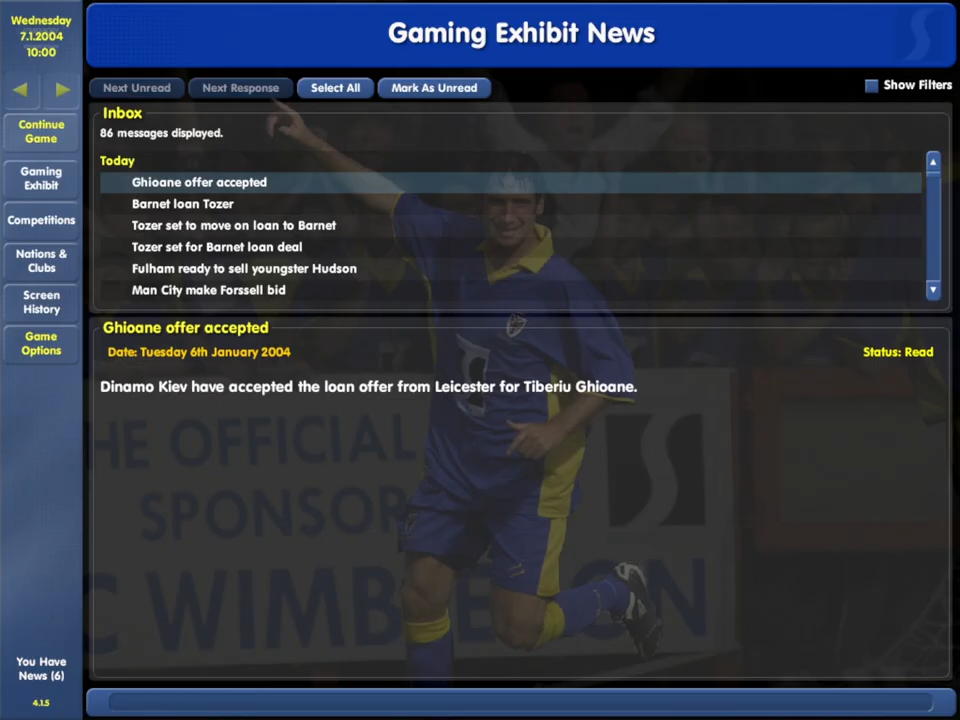 Wednesday
7.1.2004
10:00
Gaming Exhibit News
Next Unread
Next Response
Select All
Mark As Unread
Show Filters
Continue
Game
Gaming
Exhibit
Competitions
Nations &
Clubs
Screen
History
Game
Options
Inbox
86 messages displayed.
Today
Ghioane offer accepted
Barnet loan Tozer
Tozer set to move on loan to Barnet
Tozer set for Barnet loan deal
Fulham ready to sell youngster Hudson
Man City make Forssell bid
Ghioane offer accepted
Date: Tuesday 6th January 2004
Status: Read
Dinamo Kiev have accepted the loan offer from Leicester for Tiberiu Ghioane.
HE OFFICIAL
SPONSOR
C WIMB E ON
You Have
News (6)
4.1.5